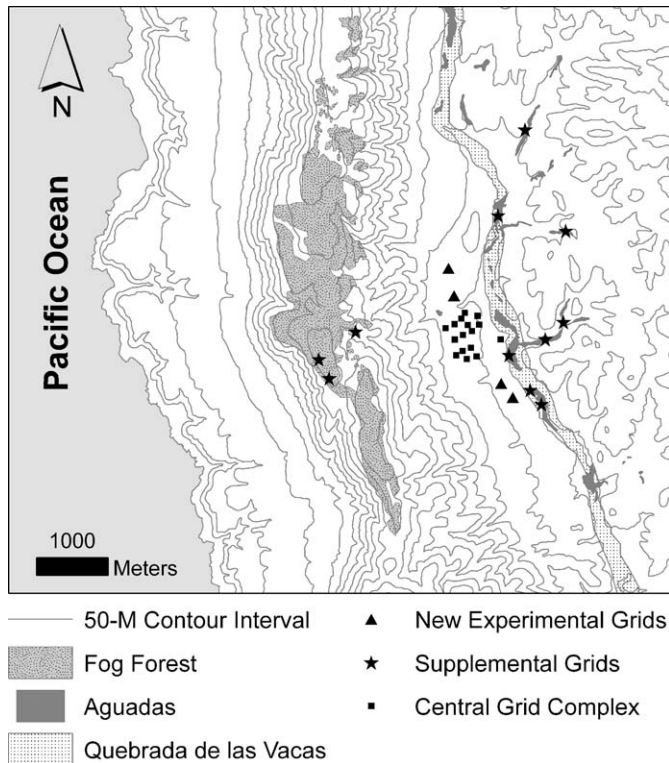 N
Pacific Ocean
1000
Meters
50-M Contour Interval
Fog Forest
Aguadas
Quebrada de las Vacas
New Experimental Grids
Supplemental Grids
Central Grid Complex